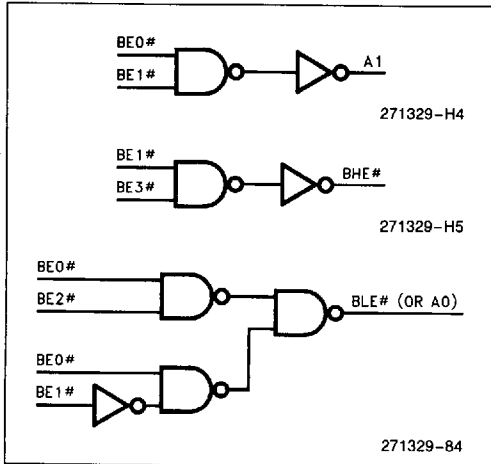 BE0#
BE1#
A1
271329-H4
BE1#
BE3#
BHE#
271329-H5
BE0#
BE2#
BLE# (OR A0)
BE0#
BE1#
271329-84